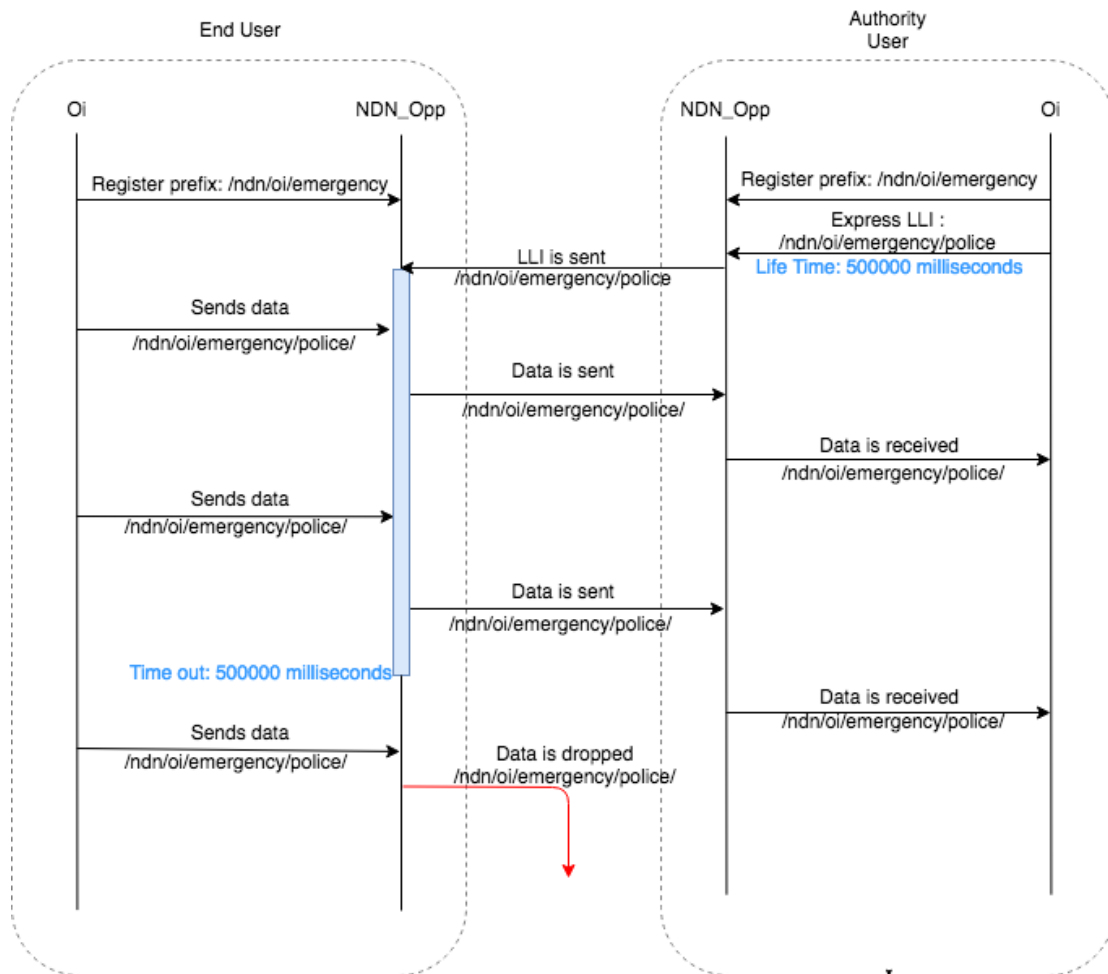 End User
Authority
User
Oi
NDN_Opp
NDN_Opp
Oi
Register prefix: /ndn/oi/emergency
Register prefix: /ndn/oi/emergency
Express LLI :
/ndn/oi/emergency/police
Life Time: 500000 milliseconds
LLI is sent
/ndn/oi/emergency/police
Sends data
/ndn/oi/emergency/police/
Data is sent
/ndn/oi/emergency/police/
Data is received
/ndn/oi/emergency/police/
Sends data
/ndn/oi/emergency/police/
Data is sent
/ndn/oi/emergency/police/
Time out: 500000 milliseconds
Data is received
/ndn/oi/emergency/police/
Sends data
/ndn/oi/emergency/police/
Data is dropped
/ndn/oi/emergency/police/